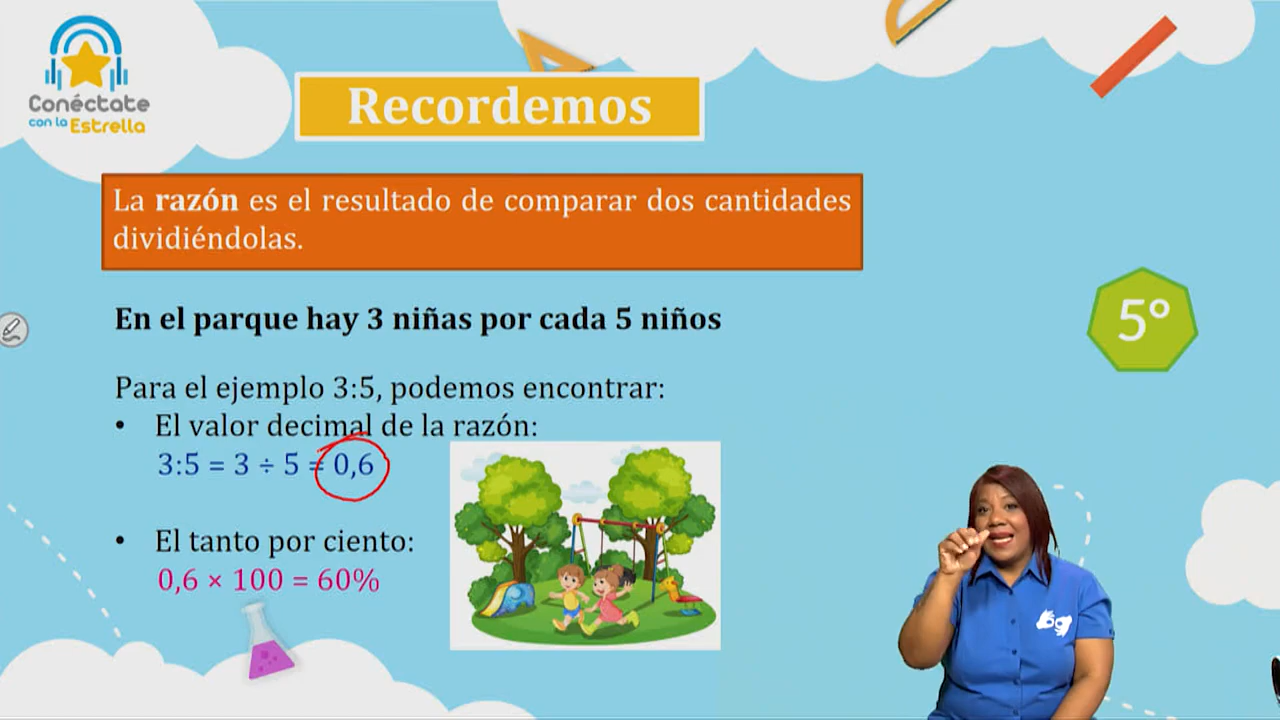 Conéctate
con la Estrella
Recordemos
La razón es el resultado de comparar dos cantidades
dividiéndolas.
En el parque hay 3 niñas por cada 5 niños
5°
Para el ejemplo 3:5, podemos encontrar:
• El valor decimal de la razón:
3:5 = 3 ÷ 5 = 0,6
• El tanto por ciento:
0,6 × 100 = 60%